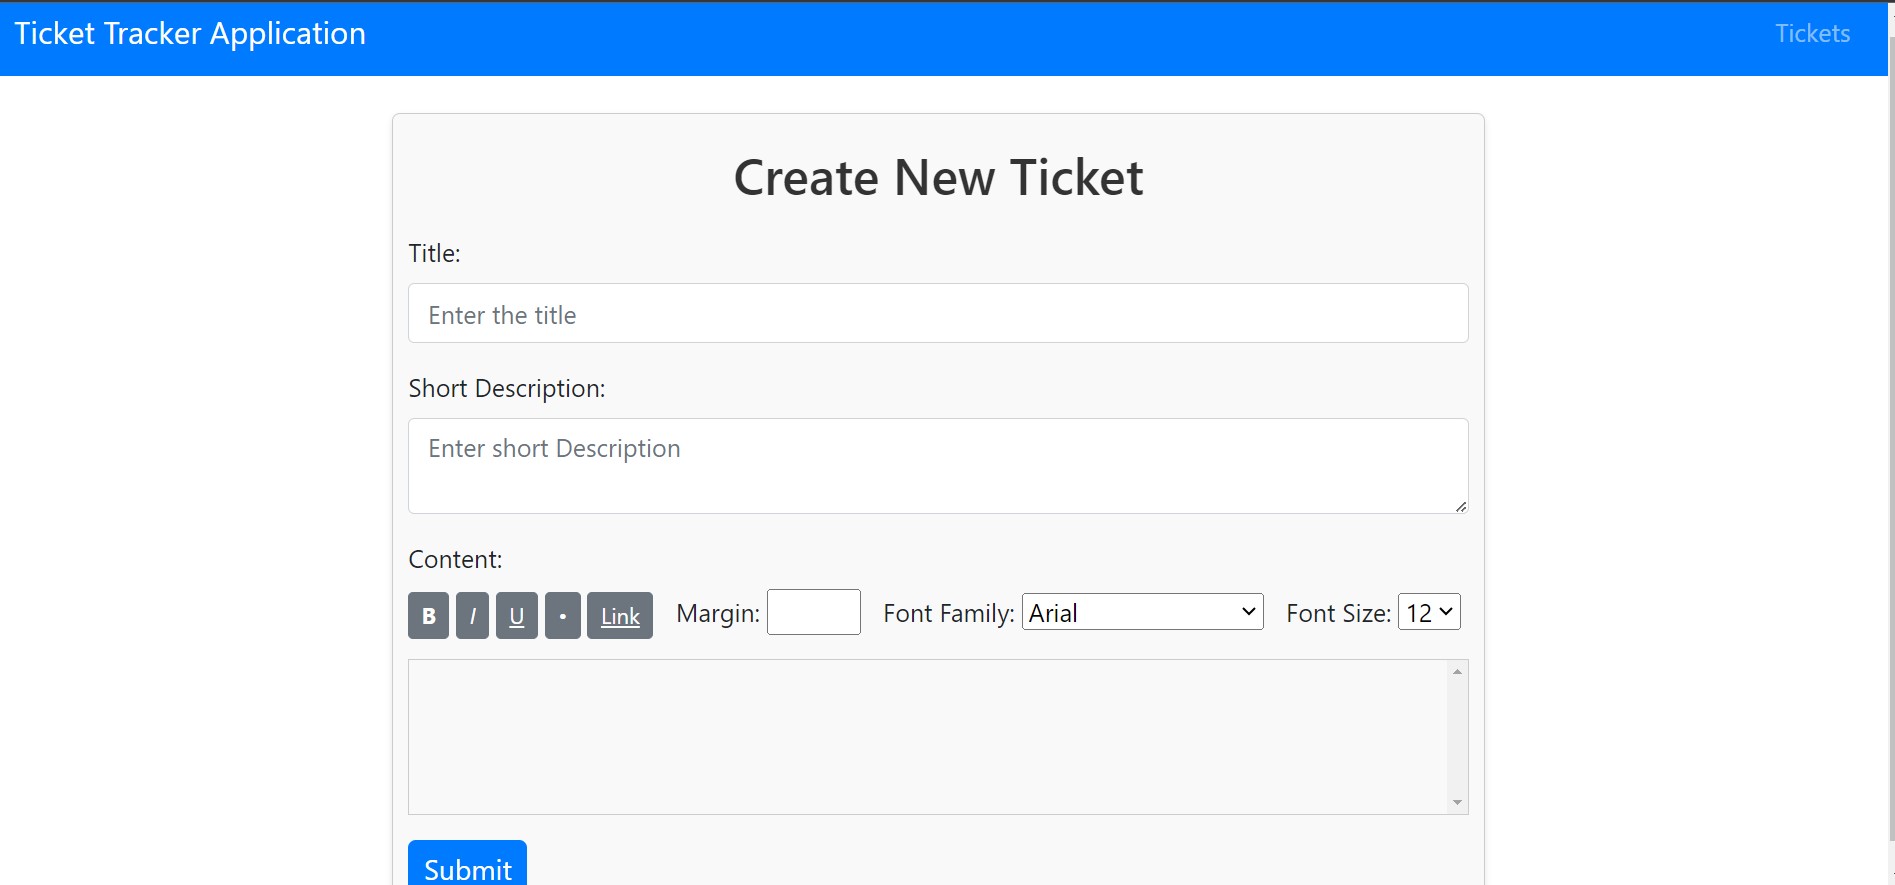 Ticket Tracker Application Tickets
Create New Ticket
Title:
Enter the title
Short Description:
Enter short Description
Content:
B I U • Link Margin: Font Family: Arial Font Size: 12
Submit